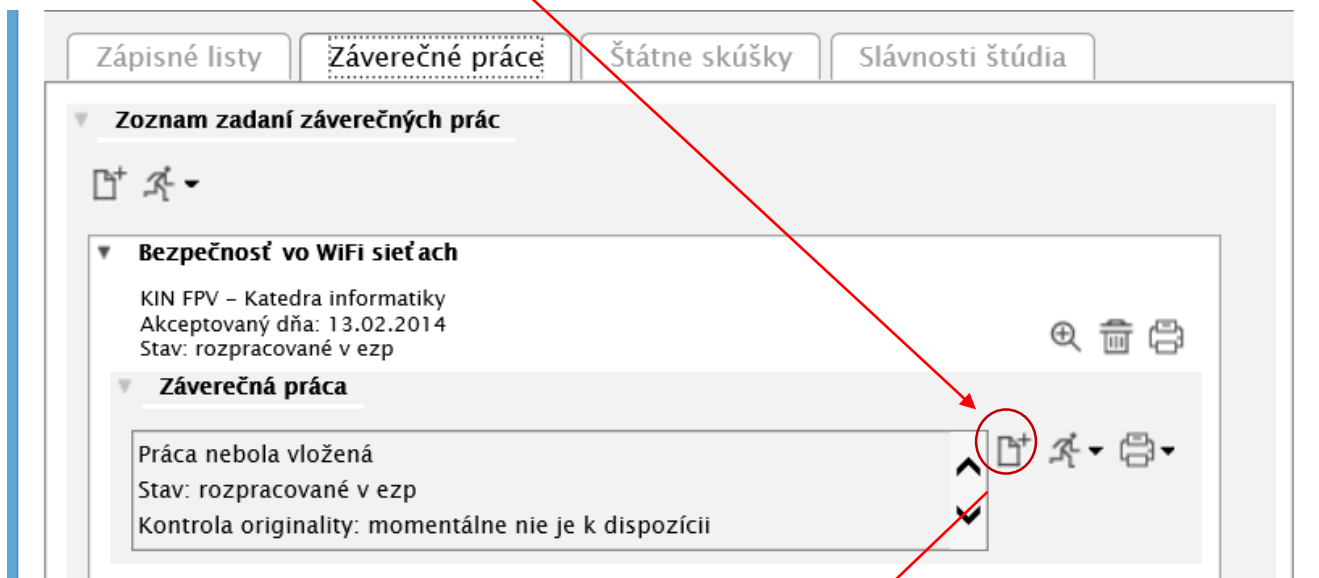 Zápisné listy Záverečné práce Štátne skúšky Slávnosti štúdia
Zoznam zadaní záverečných prác
Bezpečnosť vo WiFi sieťach
KIN FPV – Katedra informatiky
Akceptovaný dňa: 13.02.2014
Stav: rozpracované v ezp
Záverečná práca
Práca nebola vložená
Stav: rozpracované v ezp
Kontrola originality: momentálne nie je k dispozícii